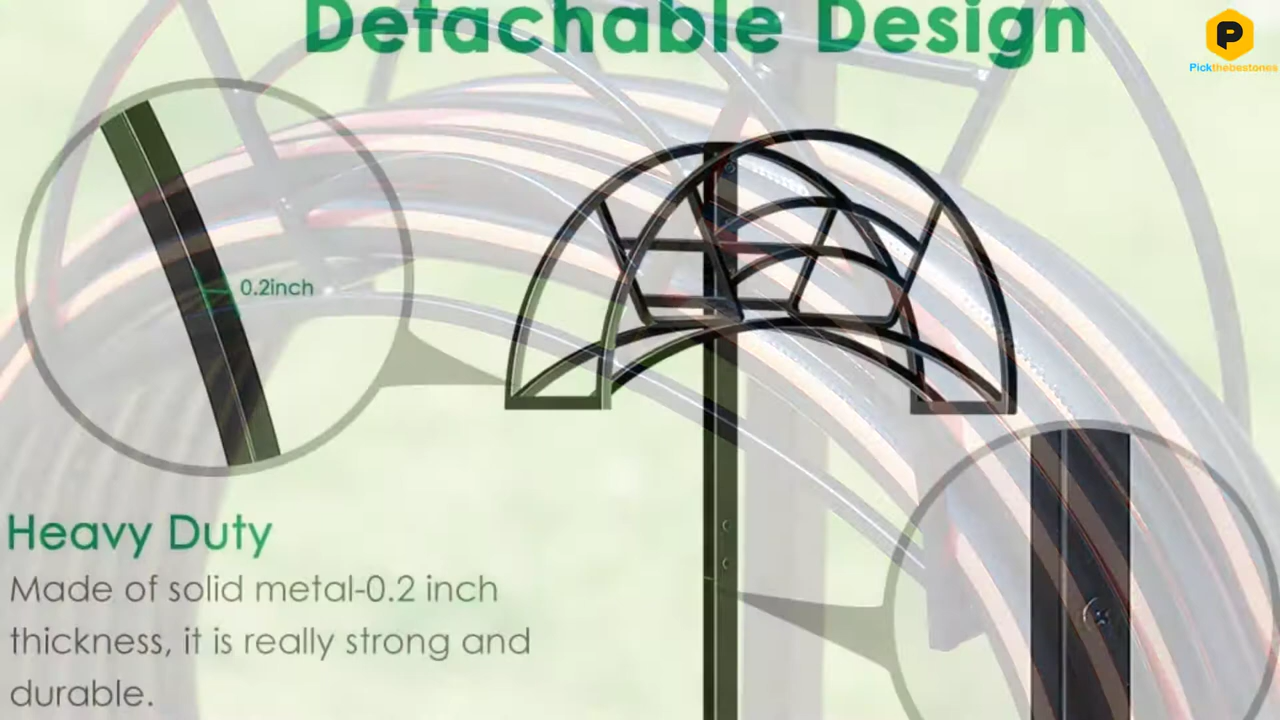 Detachable Design
P
Pickthebestones
0.2inch
Heavy Duty
Made of solid metal-0.2 inch
thickness, it is really strong and
durable.